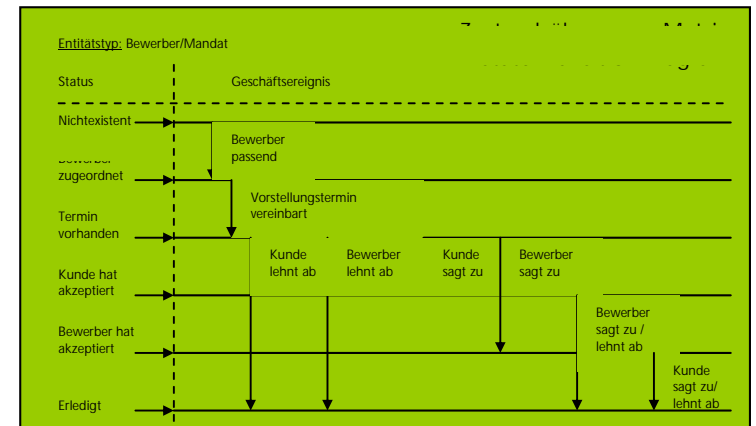 Entitätstyp: Bewerber/Mandat
Status
Geschäftsereignis
Nichtexistent
Bewerber
passend
zugeordnet
Vorstellungstermin
vereinbart
Termin
vorhanden
Kunde
lehnt ab
Bewerber
lehnt ab
Kunde
sagt zu
Bewerber
sagt zu
Kunde hat
akzeptiert
Bewerber
sagt zu /
lehnt ab
Bewerber hat
akzeptiert
Kunde
sagt zu/
lehnt ab
Erledigt